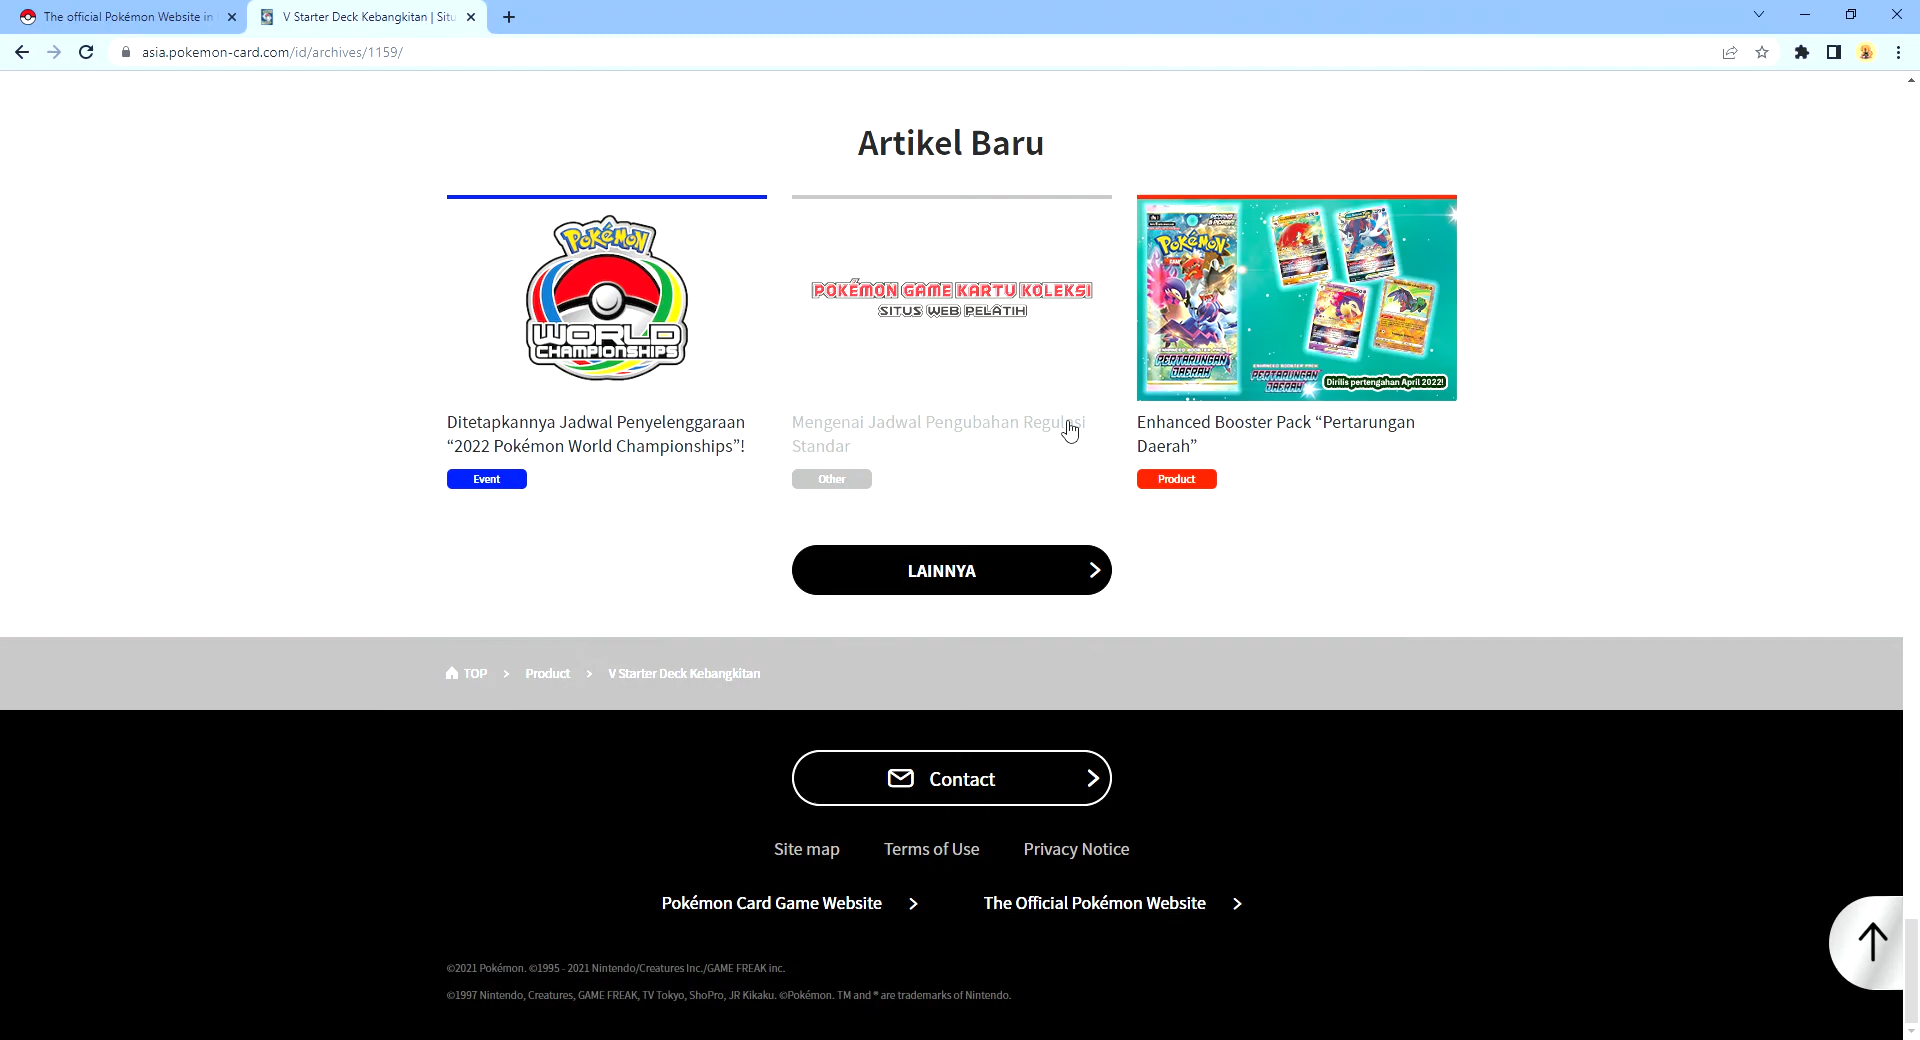 The official Pokémon Website in
V Starter Deck Kebangkitan | Situ
asia.pokemon-card.com/id/archives/1159/
Artikel Baru
POKÉMON
WORLD
CHAMPIONSHIPS
POKÉMON GAME KARTU KOLEKSI
SITUS WEB PELATIH
POKÉMON
PERTARUNGAN
DAERAH
ENHANCED BOOSTER PACK
PERTARUNGAN
DAERAH
Dirilis pertengahan April 2022!
Ditetapkannya Jadwal Penyelenggaraan
“2022 Pokémon World Championships”!
Event
Mengenai Jadwal Pengubahan Regulasi
Standar
Other
Enhanced Booster Pack “Pertarungan
Daerah”
Product
LAINNYA
TOP > Product > V Starter Deck Kebangkitan
Contact
Site map Terms of Use Privacy Notice
Pokémon Card Game Website The Official Pokémon Website
©2021 Pokémon. ©1995 - 2021 Nintendo/Creatures Inc./GAME FREAK inc.
©1997 Nintendo, Creatures, GAME FREAK, TV Tokyo, ShoPro, JR Kikaku. ©Pokémon. TM and ® are trademarks of Nintendo.